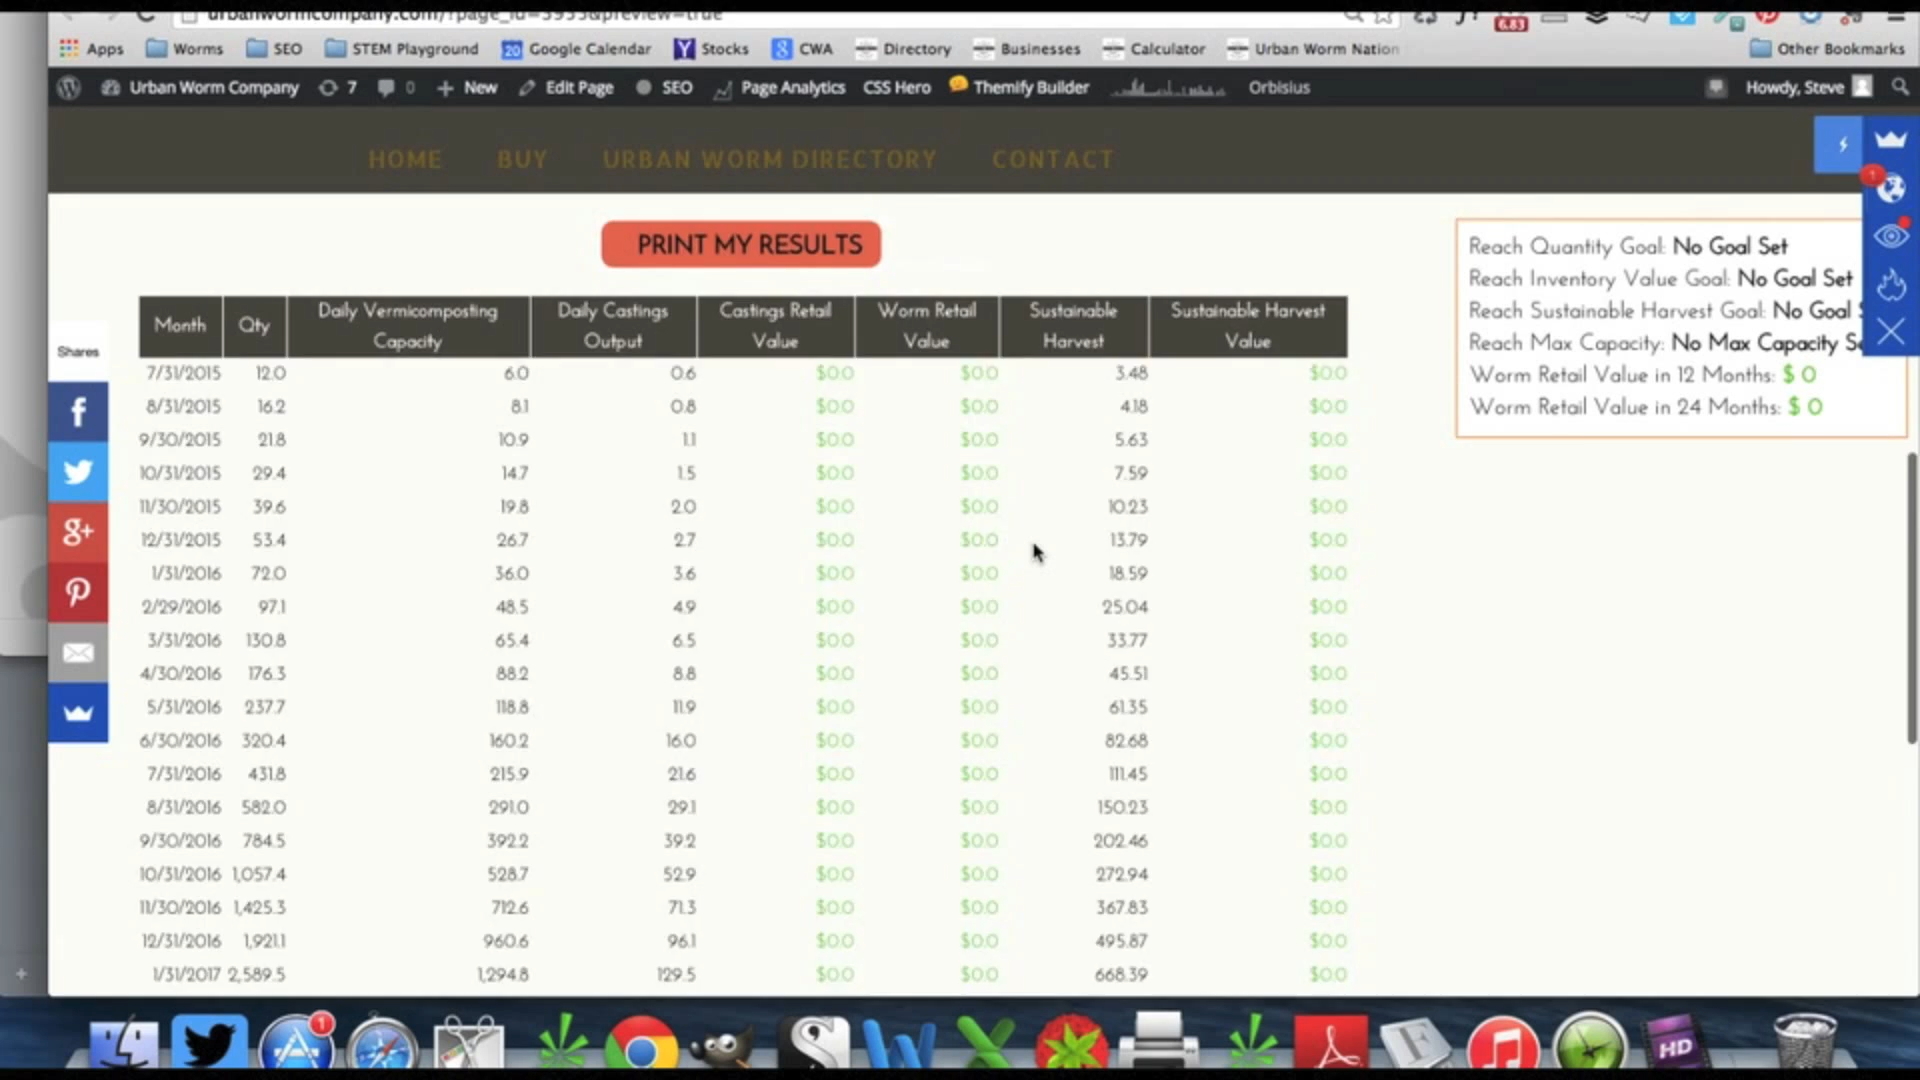 urbanwormcompany.com/?page_id=3953&preview=true
6.83
Apps Worms SEO STEM Playground 20 Google Calendar Y Stocks 8 CWA Directory Businesses Calculator Urban Worm Nation Other Bookmarks
Urban Worm Company 7 0 + New Edit Page SEO Page Analytics CSS Hero Themify Builder Orbisius Howdy, Steve
HOME BUY URBAN WORM DIRECTORY CONTACT
1
PRINT MY RESULTS
Reach Quantity Goal: No Goal Set
Reach Inventory Value Goal: No Goal Set
Reach Sustainable Harvest Goal: No Goal S
Reach Max Capacity: No Max Capacity Se
Worm Retail Value in 12 Months: $ 0
Worm Retail Value in 24 Months: $ 0
Shares
f
g+
Month Qty Daily Vermicomposting Capacity Daily Castings Output Castings Retail Value Worm Retail Value Sustainable Harvest Sustainable Harvest Value
7/31/2015 12.0 6.0 0.6 $0.0 $0.0 3.48 $0.0
8/31/2015 16.2 8.1 0.8 $0.0 $0.0 4.18 $0.0
9/30/2015 21.8 10.9 1.1 $0.0 $0.0 5.63 $0.0
10/31/2015 29.4 14.7 1.5 $0.0 $0.0 7.59 $0.0
11/30/2015 39.6 19.8 2.0 $0.0 $0.0 10.23 $0.0
12/31/2015 53.4 26.7 2.7 $0.0 $0.0 13.79 $0.0
1/31/2016 72.0 36.0 3.6 $0.0 $0.0 18.59 $0.0
2/29/2016 97.1 48.5 4.9 $0.0 $0.0 25.04 $0.0
3/31/2016 130.8 65.4 6.5 $0.0 $0.0 33.77 $0.0
4/30/2016 176.3 88.2 8.8 $0.0 $0.0 45.51 $0.0
5/31/2016 237.7 118.8 11.9 $0.0 $0.0 61.35 $0.0
6/30/2016 320.4 160.2 16.0 $0.0 $0.0 82.68 $0.0
7/31/2016 431.8 215.9 21.6 $0.0 $0.0 111.45 $0.0
8/31/2016 582.0 291.0 29.1 $0.0 $0.0 150.23 $0.0
9/30/2016 784.5 392.2 39.2 $0.0 $0.0 202.46 $0.0
10/31/2016 1,057.4 528.7 52.9 $0.0 $0.0 272.94 $0.0
11/30/2016 1,425.3 712.6 71.3 $0.0 $0.0 367.83 $0.0
12/31/2016 1,921.1 960.6 96.1 $0.0 $0.0 495.87 $0.0
1/31/2017 2,589.5 1,294.8 129.5 $0.0 $0.0 668.39 $0.0
1
HD